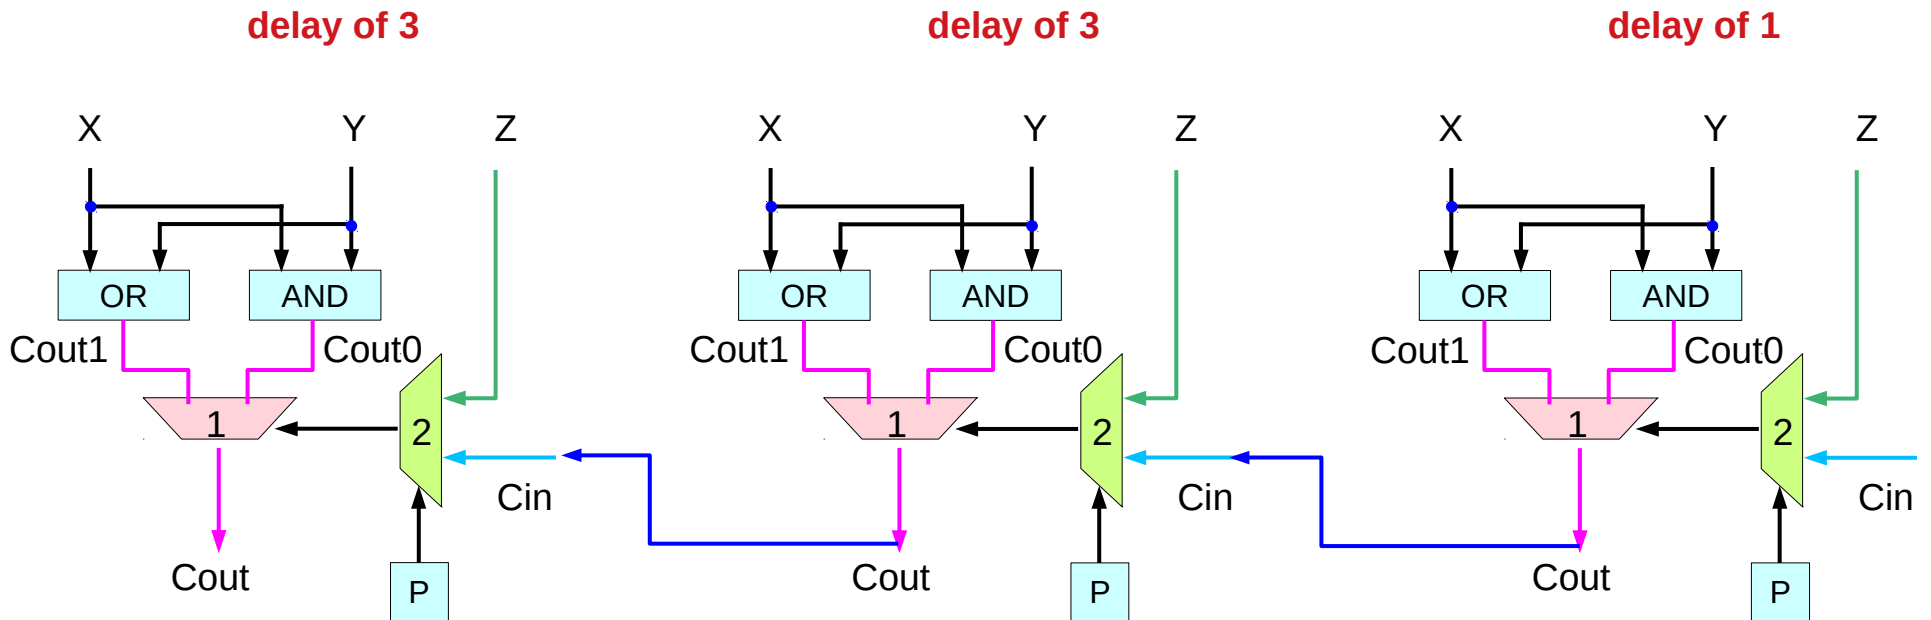 delay of 3 delay of 3 delay of 1
X Y Z X Y Z X Y Z
OR AND OR AND OR AND
Cout1 Cout0 Cout1 Cout0 Cout1 Cout0
1 2 1 2 1 2
Cin Cin Cin
Cout Cout Cout
P P P